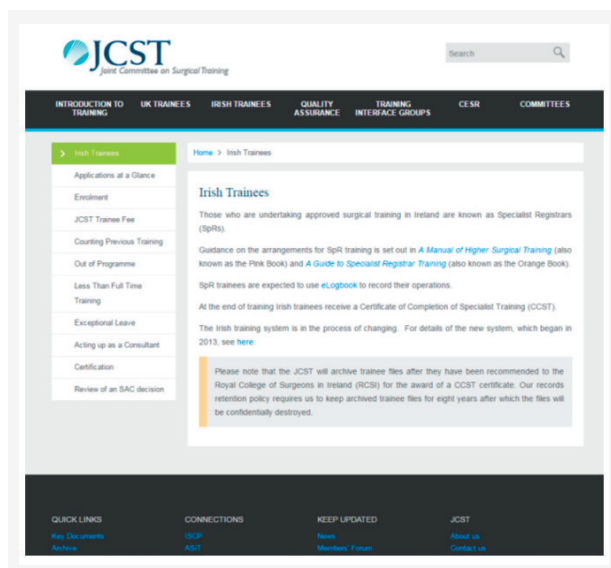 JCST
Joint Committee on Surgical Training
Search
INTRODUCTION TO TRAINING
UK TRAINEES
IRISH TRAINEES
QUALITY ASSURANCE
TRAINING INTERFACE GROUPS
CESR
COMMITTEES
Irish Trainees
Applications at a Glance
Enrolment
JCST Trainee Fee
Counting Previous Training
Out of Programme
Less Than Full Time
Training
Exceptional Leave
Acting up as a Consultant
Certification
Review of an SAC decision
Home > Irish Trainees
Irish Trainees
Those who are undertaking approved surgical training in Ireland are known as Specialist Registrars
(SpRs).
Guidance on the arrangements for SpR training is set out in A Manual of Higher Surgical Training (also
known as the Pink Book) and A Guide to Specialist Registrar Training (also known as the Orange Book).
SpR trainees are expected to use eLogbook to record their operations.
At the end of training Irish trainees receive a Certificate of Completion of Specialist Training (CCST).
The Irish training system is in the process of changing. For details of the new system, which began in
2013, see here.
Please note that the JCST will archive trainee files after they have been recommended to the
Royal College of Surgeons in Ireland (RCSI) for the award of a CCST certificate. Our records
retention policy requires us to keep archived trainee files for eight years after which the files will
be confidentially destroyed.
QUICK LINKS
Key Documents
Archive
CONNECTIONS
ISCP
ASiT
KEEP UPDATED
News
Members' Forum
JCST
About us
Contact us